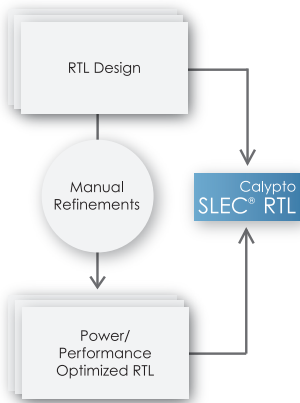 RTL Design
Manual
Refinements
Calypto
SLEC® RTL
Power/
Performance
Optimized RTL